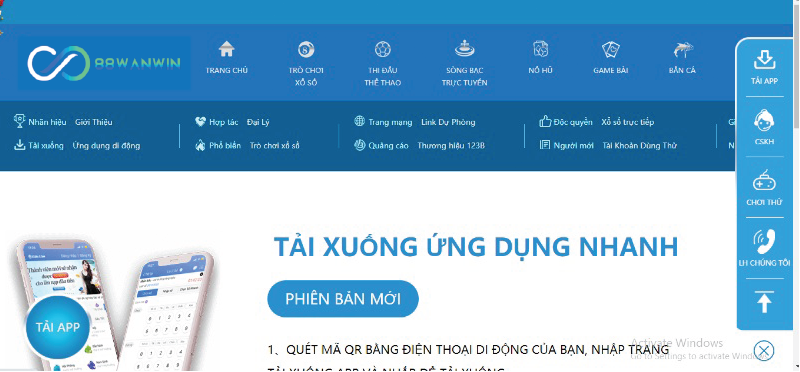 88WANWIN
TRANG CHỦ
TRÒ CHƠI
XỔ SỐ
THI ĐẤU
THỂ THAO
SÒNG BẠC
TRỰC TUYẾN
NỔ HŨ
GAME BÀI
BẮN CÁ
Nhãn hiệu Giới Thiệu
Hợp tác Đại Lý
Trang mạng Link Dự Phòng
Độc quyền Xổ số trực tiếp
Tải xuống Ứng dụng di động
Phổ biến Trò chơi xổ số
Quảng cáo Thương hiệu 123B
Người mới Tài Khoản Dùng Thử
TẢI APP
CSKH
CHƠI THỬ
LH CHÚNG TÔI
TẢI XUỐNG ỨNG DỤNG NHANH
PHIÊN BẢN MỚI
TẢI APP
1、QUÉT MÃ QR BẰNG ĐIỆN THOẠI DI ĐỘNG CỦA BẠN, NHẬP TRANG
TẢI XUỐNG APP VÀ NHẤP ĐỂ TẢI XUỐNG
Activate Windows
Go to Settings to activate Windows.